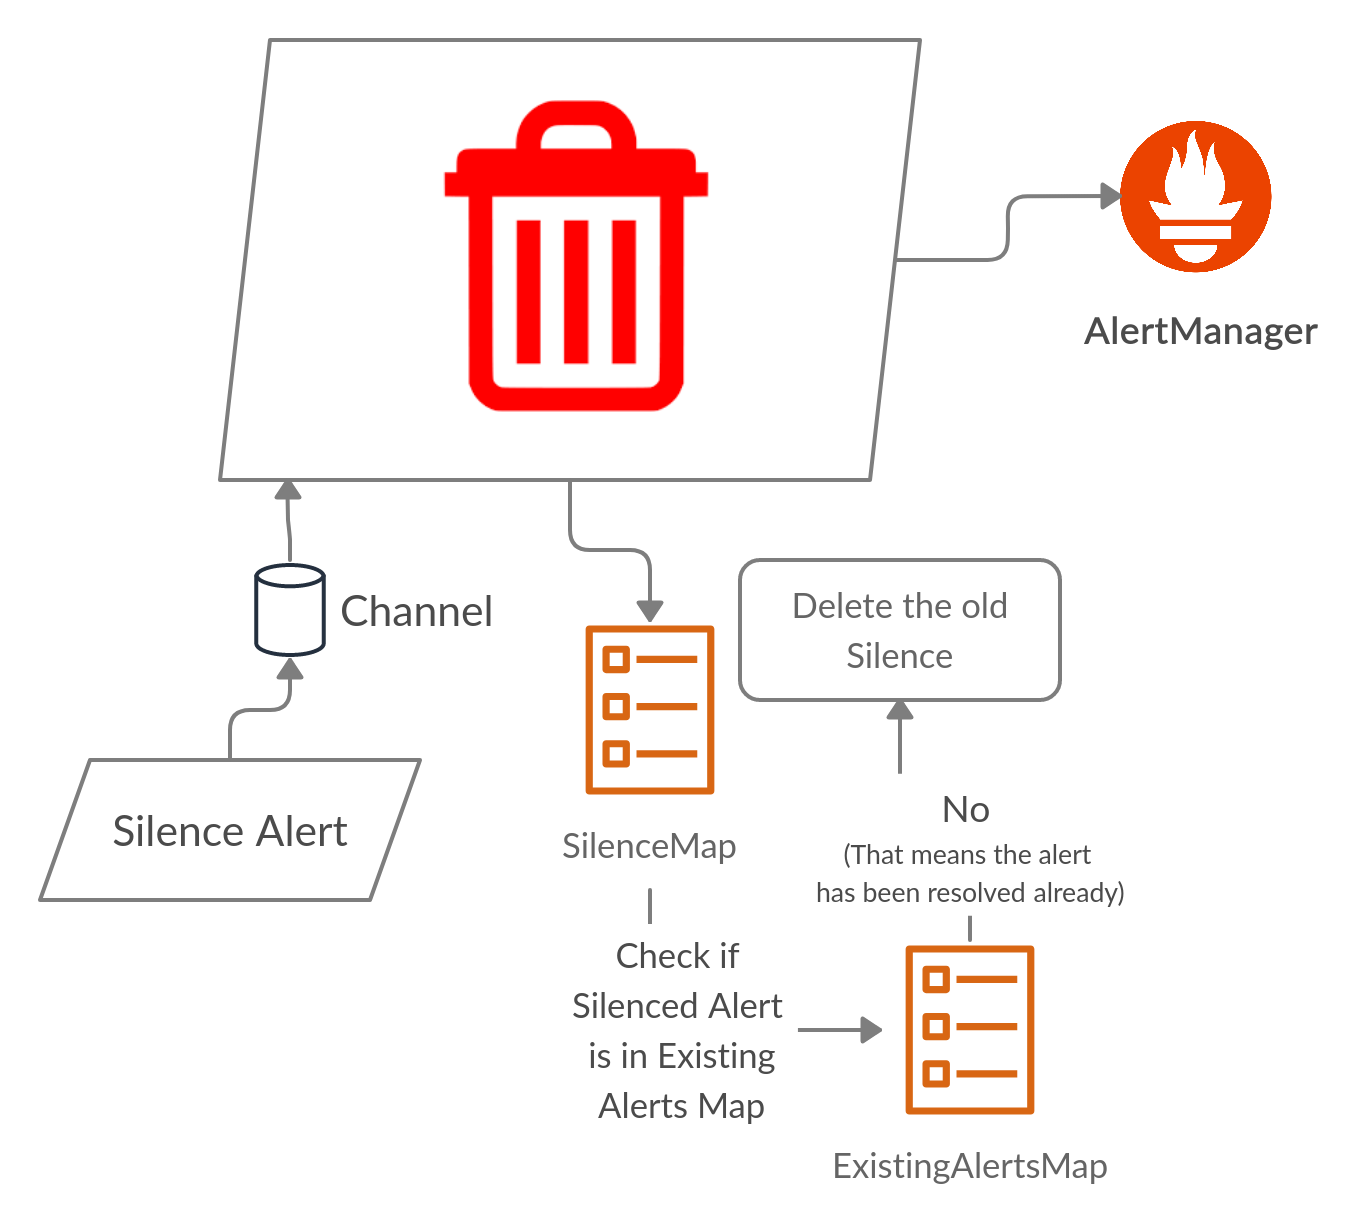 AlertManager
Channel
Delete the old
Silence
Silence Alert
SilenceMap
No
(That means the alert
has been resolved already)
Check if
Silenced Alert
is in Existing
Alerts Map
ExistingAlertsMap